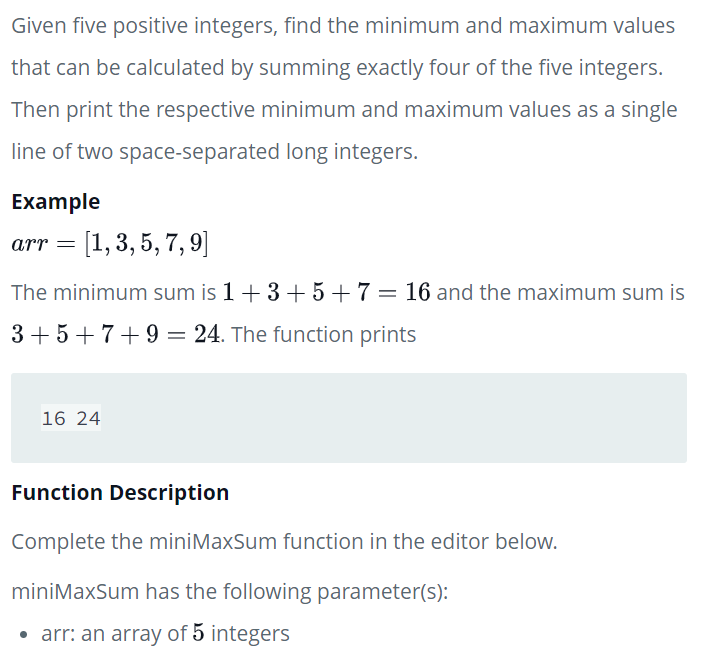 Given five positive integers, find the minimum and maximum values
that can be calculated by summing exactly four of the five integers.
Then print the respective minimum and maximum values as a single
line of two space-separated long integers.
Example
arr = [1, 3, 5, 7, 9]
The minimum sum is 1 + 3 + 5 + 7 = 16 and the maximum sum is
3 + 5 + 7 + 9 = 24. The function prints
16 24
Function Description
Complete the miniMaxSum function in the editor below.
miniMaxSum has the following parameter(s):
• arr: an array of 5 integers